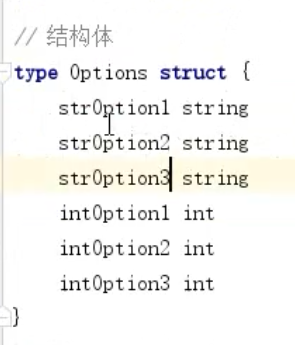 // 结构体
type Options struct {
strOption1 string
strOption2 string
strOption3 string
intOption1 int
intOption2 int
intOption3 int
}